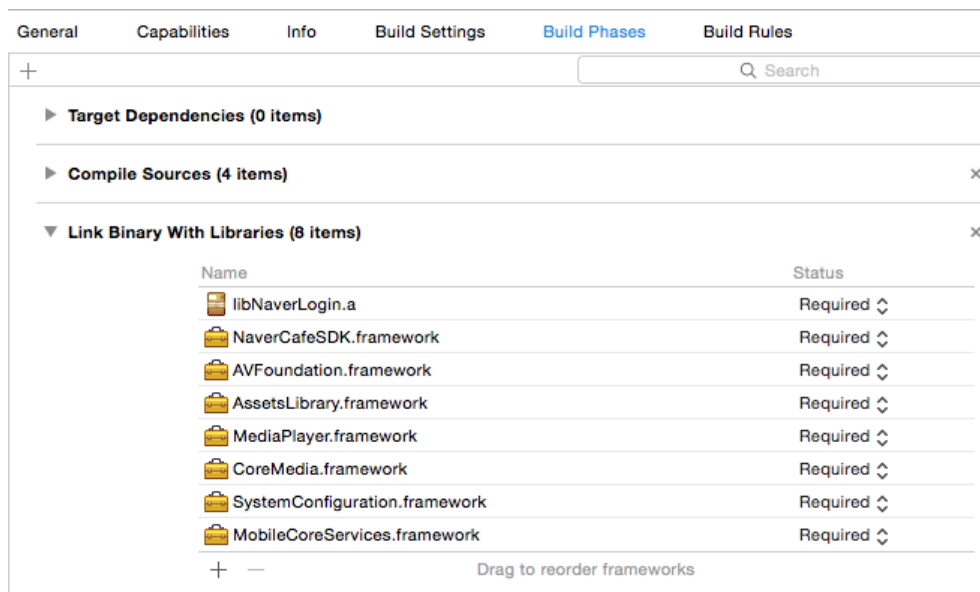 General Capabilities Info Build Settings Build Phases Build Rules
Search
Target Dependencies (0 items)
Compile Sources (4 items)
Link Binary With Libraries (8 items)
Name Status
libNaverLogin.a Required
NaverCafeSDK.framework Required
AVFoundation.framework Required
AssetsLibrary.framework Required
MediaPlayer.framework Required
CoreMedia.framework Required
SystemConfiguration.framework Required
MobileCoreServices.framework Required
Drag to reorder frameworks